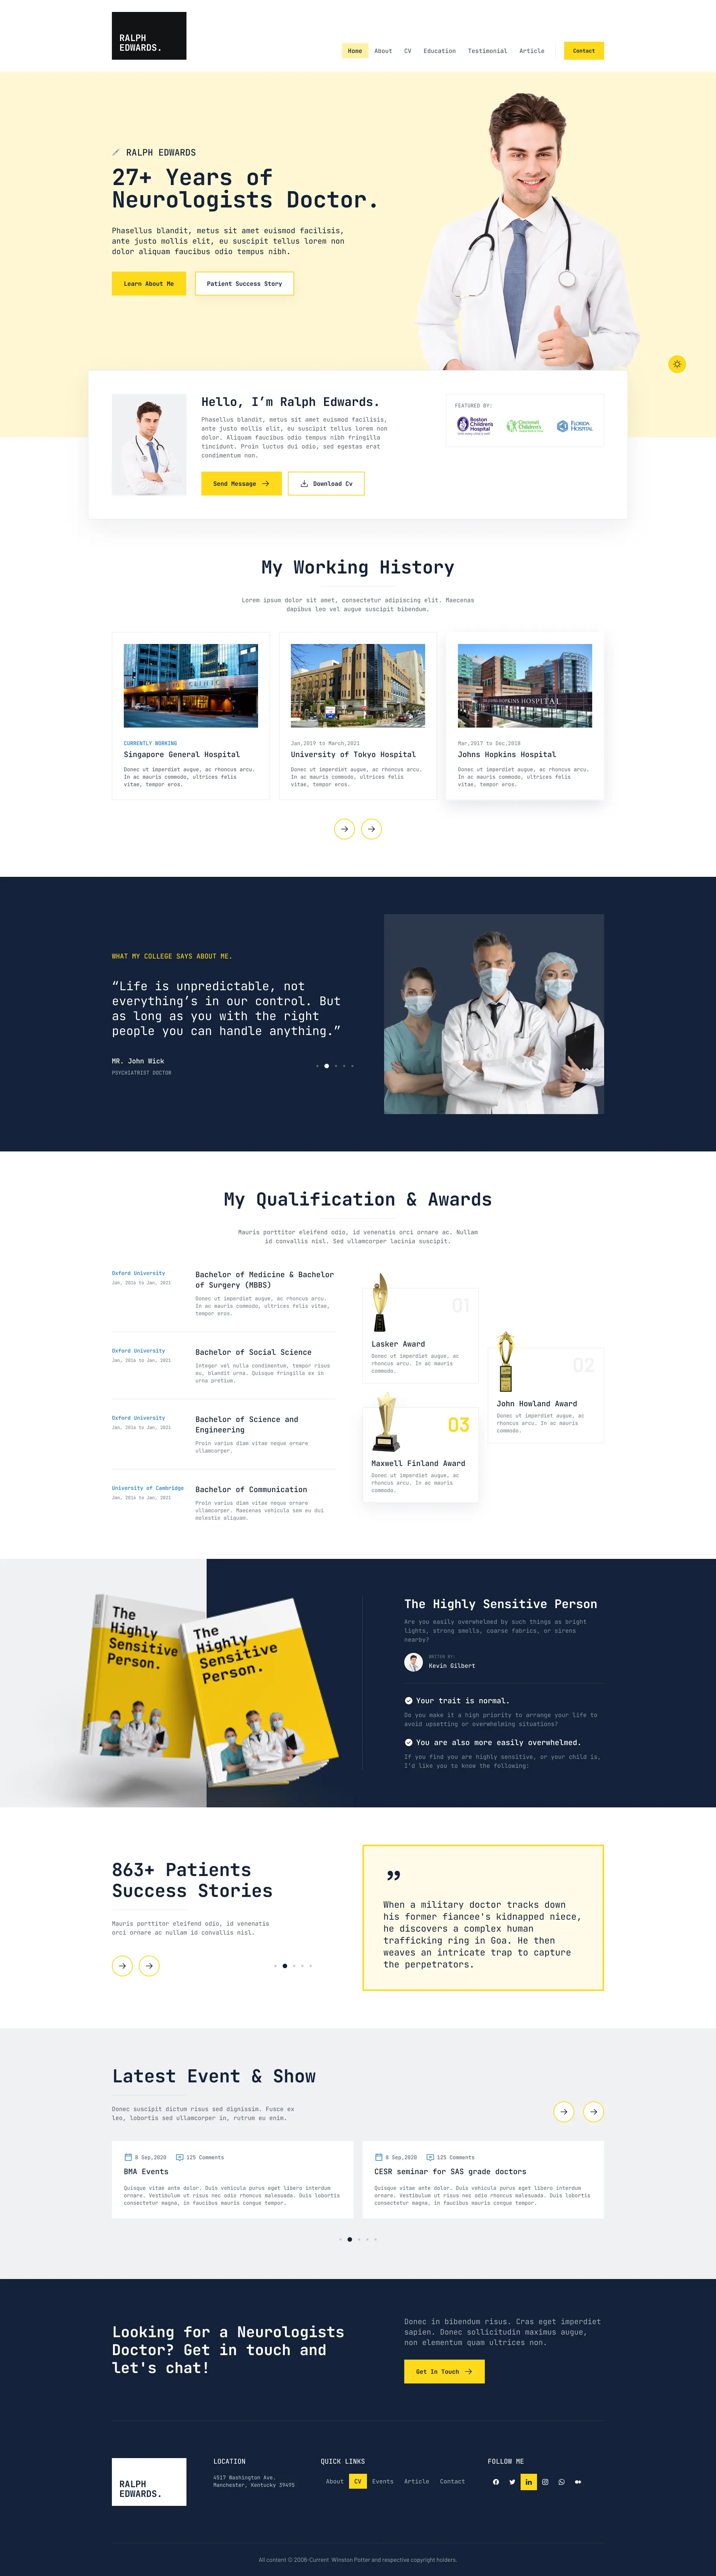 RALPH
EDWARDS.
Home About CV Education Testimonial Article Contact
RALPH EDWARDS
27+ Years of
Neurologists Doctor.
Phasellus blandit, metus sit amet euismod facilisis,
ante justo mollis elit, eu suscipit tellus lorem non
dolor aliquam faucibus odio tempus nibh.
Learn About Me
Patient Success Story
Hello, I’m Ralph Edwards.
Phasellus blandit, metus sit amet euismod facilisis,
ante justo mollis elit, eu suscipit tellus lorem non
dolor. Aliquam faucibus odio tempus nibh fringilla
tincidunt. Proin luctus dui odio, sed egestas erat
condimentum non.
Send Message
Download Cv
FEATURED BY:
Boston
Children's
Hospital
Cincinnati
Children's
FLORIDA
HOSPITAL
My Working History
Lorem ipsum dolor sit amet, consectetur adipiscing elit. Maecenas
dapibus leo vel augue suscipit bibendum.
CURRENTLY WORKING
Singapore General Hospital
Donec ut imperdiet augue, ac rhoncus arcu.
In ac mauris commodo, ultrices felis
vitae, tempor eros.
Jan,2019 to March,2021
University of Tokyo Hospital
Donec ut imperdiet augue, ac rhoncus arcu.
In ac mauris commodo, ultrices felis
vitae, tempor eros.
JOHNS HOPKINS HOSPITAL
Mar,2017 to Dec,2018
Johns Hopkins Hospital
Donec ut imperdiet augue, ac rhoncus arcu.
In ac mauris commodo, ultrices felis
vitae, tempor eros.
WHAT MY COLLEGE SAYS ABOUT ME.
“Life is unpredictable, not
everything’s in our control. But
as long as you with the right
people you can handle anything.”
MR. John Wick
PSYCHIATRIST DOCTOR
My Qualification & Awards
Mauris porttitor eleifend odio, id venenatis orci ornare ac. Nullam
id convallis nisl. Sed ullamcorper lacinia suscipit.
Oxford University
Jan, 2016 to Jan, 2021
Bachelor of Medicine & Bachelor
of Surgery (MBBS)
Donec ut imperdiet augue, ac rhoncus arcu.
In ac mauris commodo, ultrices felis vitae,
tempor eros.
Oxford University
Jan, 2016 to Jan, 2021
Bachelor of Social Science
Integer vel nulla condimentum, tempor risus
eu, blandit urna. Quisque fringilla ex in
urna pretium.
Oxford University
Jan, 2016 to Jan, 2021
Bachelor of Science and
Engineering
Proin varius diam vitae neque ornare
ullamcorper.
University of Cambridge
Jan, 2016 to Jan, 2021
Bachelor of Communication
Proin varius diam vitae neque ornare
ullamcorper. Maecenas vehicula sem eu dui
molestie aliquam.
01
Lasker Award
Donec ut imperdiet augue, ac
rhoncus arcu. In ac mauris
commodo.
02
John Howland Award
Donec ut imperdiet augue, ac
rhoncus arcu. In ac mauris
commodo.
03
Maxwell Finland Award
Donec ut imperdiet augue, ac
rhoncus arcu. In ac mauris
commodo.
The
Highly
Sensitive
Person.
The
Highly
Sensitive
Person.
The Highly Sensitive Person
Are you easily overwhelmed by such things as bright
lights, strong smells, coarse fabrics, or sirens
nearby?
Kevin Gilbert
Your trait is normal.
Do you make it a high priority to arrange your life to
avoid upsetting or overwhelming situations?
You are also more easily overwhelmed.
If you find you are highly sensitive, or your child is,
I’d like you to know the following:
863+ Patients
Success Stories
Mauris porttitor eleifend odio, id venenatis
orci ornare ac nullam id convallis nisl.
”
When a military doctor tracks down
his former fiancee's kidnapped niece,
he discovers a complex human
trafficking ring in Goa. He then
weaves an intricate trap to capture
the perpetrators.
Latest Event & Show
Donec suscipit dictum risus sed dignissim. Fusce ex
leo, lobortis sed ullamcorper in, rutrum eu enim.
8 Sep,2020 125 Comments
BMA Events
Quisque vitae ante dolor. Duis vehicula purus eget libero interdum
ornare. Vestibulum ut risus nec odio rhoncus malesuada. Duis lobortis
consectetur magna, in faucibus mauris congue tempor.
8 Sep,2020 125 Comments
CESR seminar for SAS grade doctors
Quisque vitae ante dolor. Duis vehicula purus eget libero interdum
ornare. Vestibulum ut risus nec odio rhoncus malesuada. Duis lobortis
consectetur magna, in faucibus mauris congue tempor.
Looking for a Neurologists
Doctor? Get in touch and
let's chat!
Donec in bibendum risus. Cras eget imperdiet
sapien. Donec sollicitudin maximus augue,
non elementum quam ultrices non.
Get In Touch
RALPH
EDWARDS.
LOCATION
4517 Washington Ave.
Manchester, Kentucky 39495
QUICK LINKS
About CV Events Article Contact
FOLLOW ME
All content © 2006-Current Winston Potter and respective copyright holders.